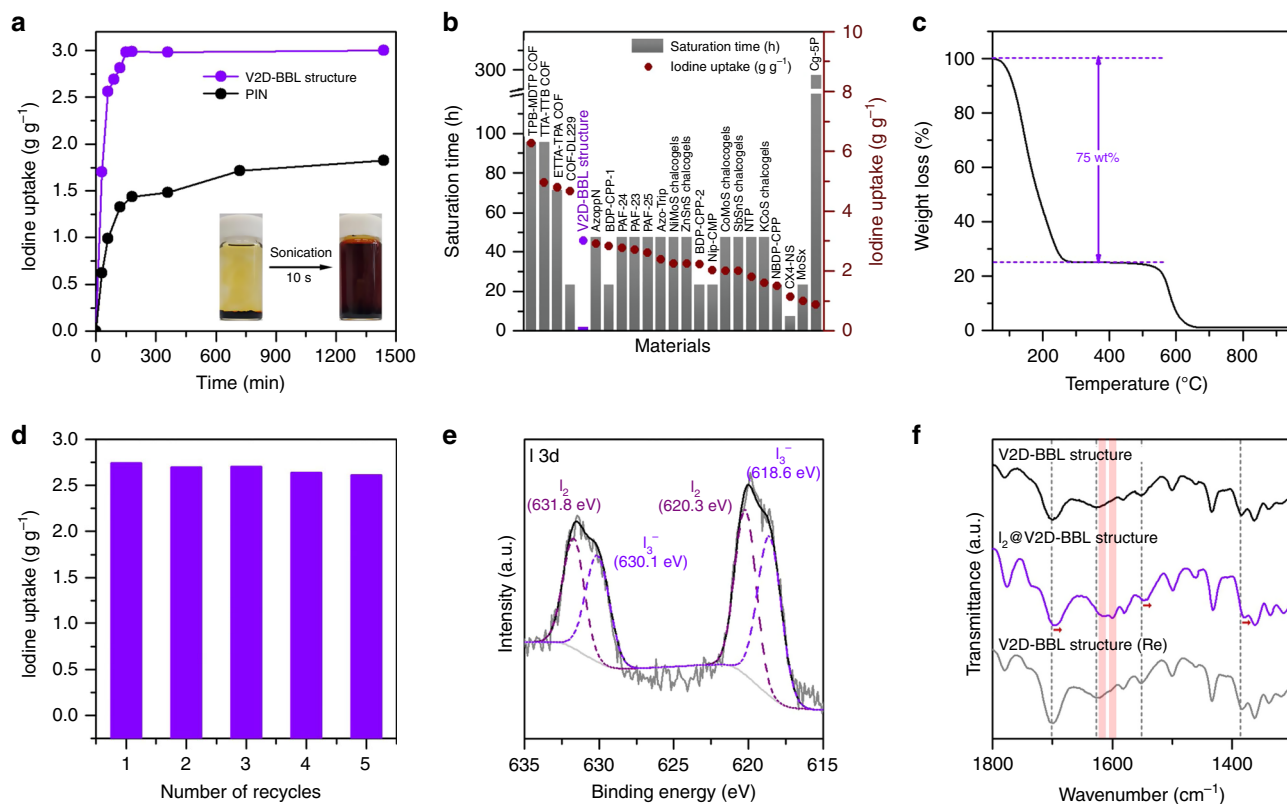 a
3.0
2.5
2.0
1.5
1.0
0.5
0.0
Iodine uptake (g g⁻¹)
V2D-BBL structure
PIN
Sonication
10 s
0 300 600 900 1200 1500
Time (min)
b
Saturation time (h)
Iodine uptake (g g⁻¹)
300
100
80
60
40
20
0
Saturation time (h)
TPB-MDTP COF
TTA-TTB COF
ETTA-TPA COF
COF-DL229
V2D-BBL structure
AzoppN
BDP-CPP-1
PAF-24
PAF-23
PAF-25
Azo-Trip
NiMoS chalcogels
ZnSnS chalcogels
BDP-CPP-2
Nip-CMP
CoMoS chalocogels
SbSnS chalcogels
NTP
KCoS chalcogels
NBDP-CPP
CX4-NS
MoSx
Cg-5P
10
8
6
4
2
0
Iodine uptake (g g⁻¹)
Materials
c
100
80
60
40
20
0
Weight loss (%)
75 wt%
200 400 600 800
Temperature (°C)
d
3.0
2.5
2.0
1.5
1.0
0.5
0.0
Iodine uptake (g g⁻¹)
1 2 3 4 5
Number of recycles
e
I 3d
I₂
(631.8 eV)
I₃⁻
(630.1 eV)
I₂
(620.3 eV)
I₃⁻
(618.6 eV)
Intensity (a.u.)
635 630 625 620 615
Binding energy (eV)
f
V2D-BBL structure
I₂@V2D-BBL structure
V2D-BBL structure (Re)
Transmittance (a.u.)
1800 1600 1400
Wavenumber (cm⁻¹)